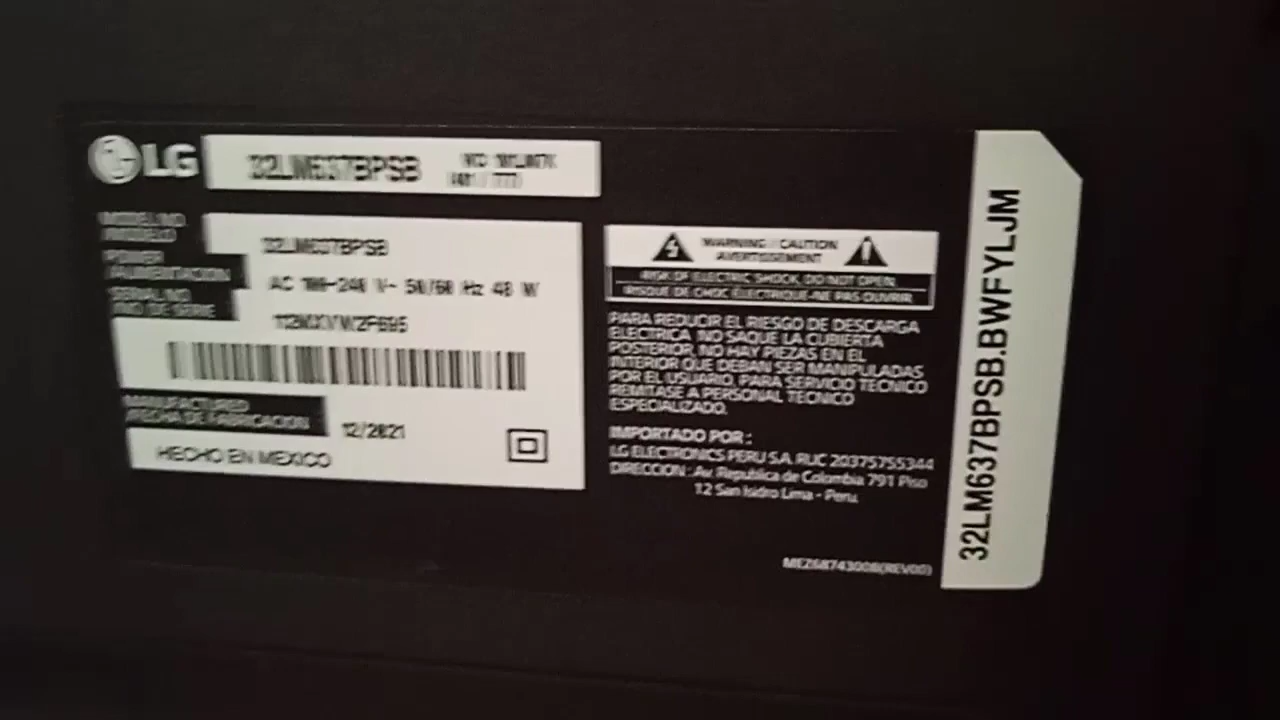 LG
32LM637BPSB
MODEL NO
MODELO
32LM637BPSB
POWER
ALIMENTACION
AC 100-240 V~ 50/60 Hz 48 W
SERIAL NO
NRO DE SERIE
MANUFACTURED
FECHA DE FABRICACION
12/2021
HECHO EN MEXICO
WARNING / CAUTION
AVERTISSEMENT
RISK OF ELECTRIC SHOCK DO NOT OPEN
RISQUE DE CHOC ÉLECTRIQUE-NE PAS OUVRIR
PARA REDUCIR EL RIESGO DE DESCARGA
ELECTRICA NO SAQUE LA CUBIERTA
POSTERIOR, NO HAY PIEZAS EN EL
INTERIOR QUE DEBAN SER MANIPULADAS
POR EL USUARIO. PARA SERVICIO TECNICO
REMITASE A PERSONAL TECNICO
ESPECIALIZADO.
IMPORTADO POR :
LG ELECTRONICS PERU S.A. RUC 20375755344
DIRECCION : Av. Republica de Colombia 791 Piso
12 San Isidro Lima - Peru.
MEZ68743008(REV00)
32LM637BPSB.BWFYLJM